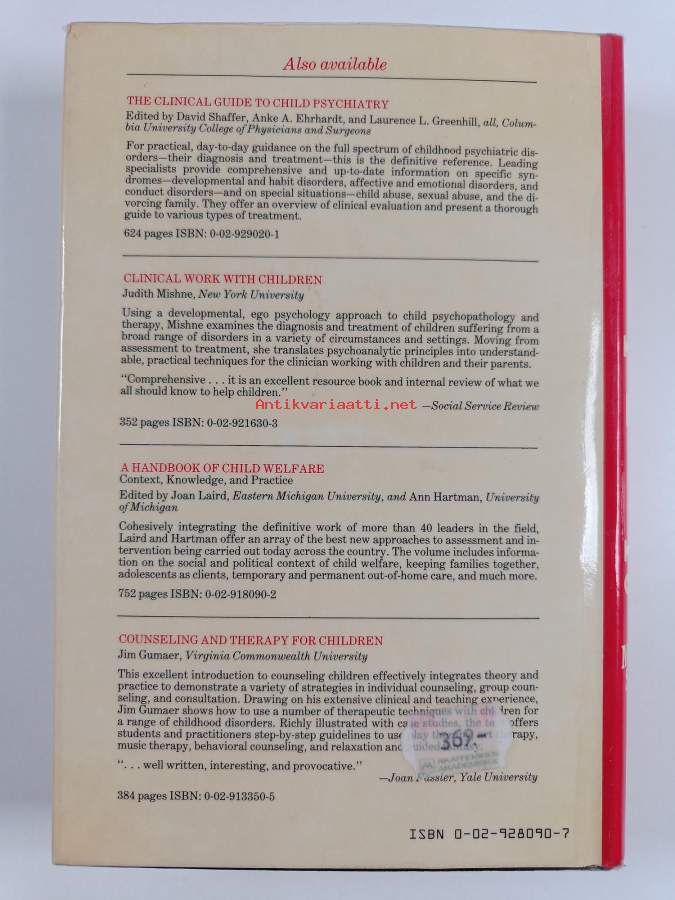 Also available
THE CLINICAL GUIDE TO CHILD PSYCHIATRY
Edited by David Shaffer, Anke A. Ehrhardt, and Laurence L. Greenhill, all, Colum-
bia University College of Physicians and Surgeons
For practical, day-to-day guidance on the full spectrum of childhood psychiatric dis-
orders—their diagnosis and treatment—this is the definitive reference. Leading
specialists provide comprehensive and up-to-date information on specific syn-
dromes—developmental and habit disorders, affective and emotional disorders, and
conduct disorders—and on special situations—child abuse, sexual abuse, and the di-
vorcing family. They offer an overview of clinical evaluation and present a thorough
guide to various types of treatment.
624 pages ISBN: 0-02-929020-1
CLINICAL WORK WITH CHILDREN
Judith Mishne, New York University
Using a developmental, ego psychology approach to child psychopathology and
therapy, Mishne examines the diagnosis and treatment of children suffering from a
broad range of disorders in a variety of circumstances and settings. Moving from
assessment to treatment, she translates psychoanalytic principles into understand-
able, practical techniques for the clinician working with children and their parents.
"Comprehensive . . . it is an excellent resource book and internal review of what we
all should know to help children."
Antikvariaatti.net
—Social Service Review
352 pages ISBN: 0-02-921630-3
A HANDBOOK OF CHILD WELFARE
Context, Knowledge, and Practice
Edited by Joan Laird, Eastern Michigan University, and Ann Hartman, University
of Michigan
Cohesively integrating the definitive work of more than 40 leaders in the field,
Laird and Hartman offer an array of the best new approaches to assessment and in-
tervention being carried out today across the country. The volume includes informa-
tion on the social and political context of child welfare, keeping families together,
adolescents as clients, temporary and permanent out-of-home care, and much more.
752 pages ISBN: 0-02-918090-2
COUNSELING AND THERAPY FOR CHILDREN
Jim Gumaer, Virginia Commonwealth University
This excellent introduction to counseling children effectively integrates theory and
practice to demonstrate a variety of strategies in individual counseling, group coun-
seling, and consultation. Drawing on his extensive clinical and teaching experience,
Jim Gumaer shows how to use a number of therapeutic techniques with children for
a range of childhood disorders. Richly illustrated with case studies, the offers
students and practitioners step-by-step guidelines to use
music therapy, behavioral counseling, and relaxation and
369.-
". . . well written, interesting, and provocative."
—Joan Yale University
384 pages ISBN: 0-02-913350-5
ISBN 0-02-928090-7